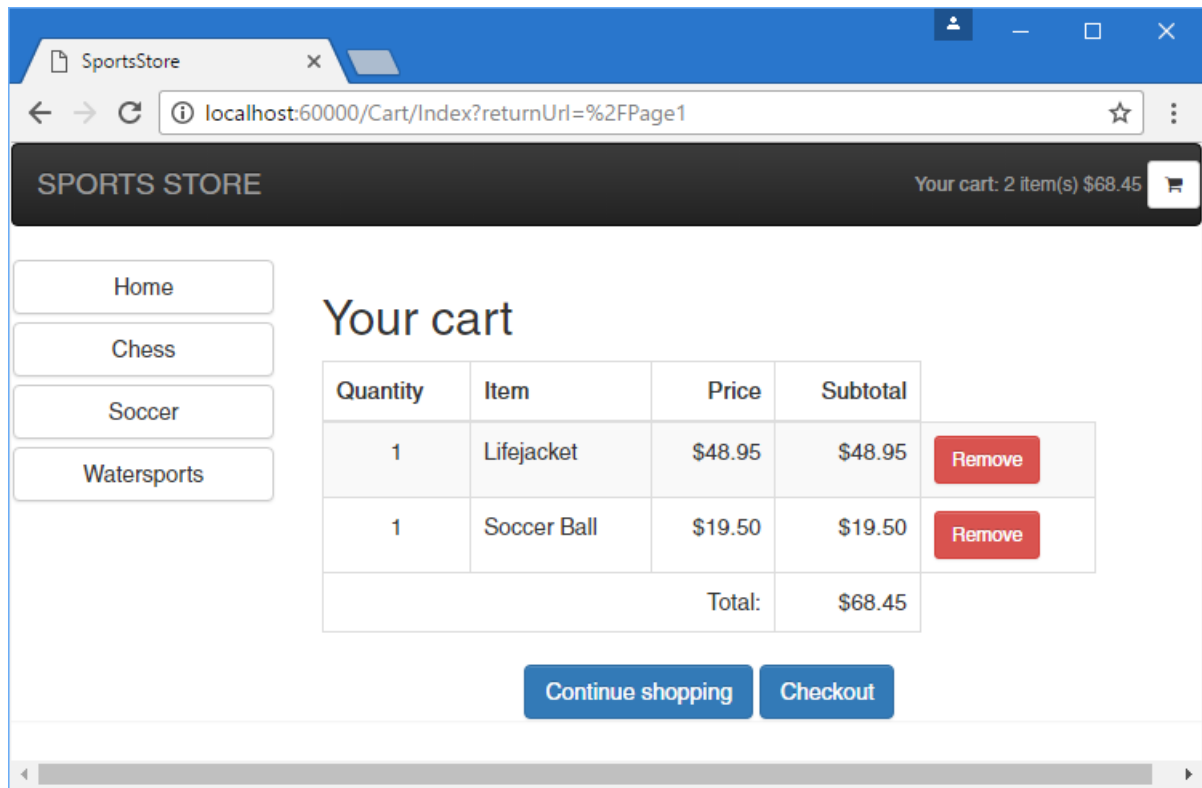 SportsStore
localhost:60000/Cart/Index?returnUrl=%2FPage1
SPORTS STORE
Your cart: 2 item(s) $68.45
Home
Chess
Soccer
Watersports
Your cart
Quantity Item Price Subtotal
1 Lifejacket $48.95 $48.95 Remove
1 Soccer Ball $19.50 $19.50 Remove
Total: $68.45
Continue shopping Checkout